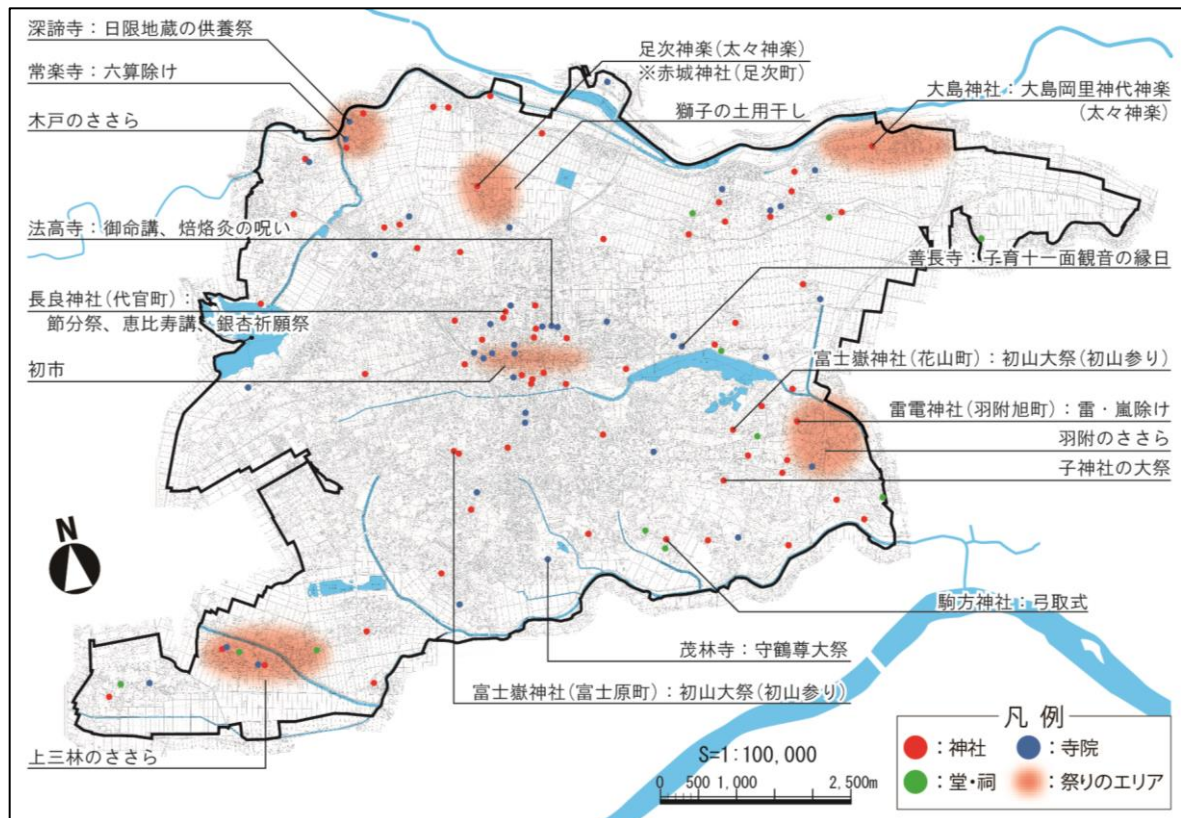 深諦寺：日限地蔵の供養祭
常楽寺：六算除け
木戸のささら
法高寺：御命講、焙烙灸の呪い
長良神社(代官町)：
節分祭、恵比寿講、銀杏祈願祭
初市
足次神楽(太々神楽)
※赤城神社(足次町)
獅子の土用干し
大島神社：大島岡里神代神楽
(太々神楽)
善長寺：子育十一面観音の縁日
富士嶽神社(花山町)：初山大祭(初山参り)
雷電神社(羽附旭町)：雷・嵐除け
羽附のささら
子神社の大祭
駒方神社：弓取式
茂林寺：守鶴尊大祭
富士嶽神社(富士原町)：初山大祭(初山参り)
上三林のささら
N
S=1:100,000
0 500 1,000 2,500m
凡 例
：神社
：寺院
：堂・祠
：祭りのエリア